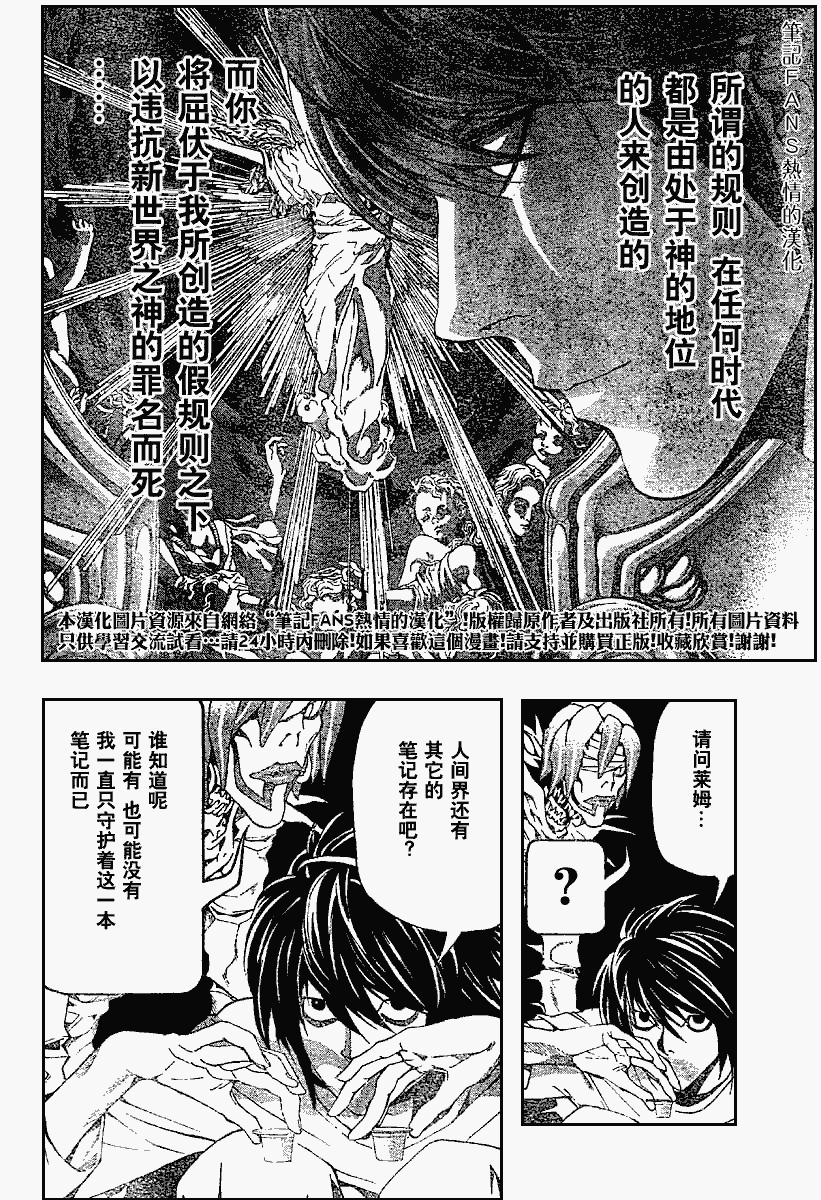 筆記FANS熱情的漢化
所谓的规则 在任何时代
都是由处于神的地位
的人来创造的
而你,
将屈伏于我所创造的假规则之下
以违抗新世界之神的罪名而死
……
本漢化圖片資源來自網絡“筆記FANS熱情的漢化”!版權歸原作者及出版社所有!所有圖片資料
只供學習交流試看…請24小時內刪除!如果喜歡這個漫畫!請支持並購買正版!收藏欣賞!謝謝!
请问莱姆…
?
人间界还有
其它的
笔记存在吧?
谁知道呢
可能有 也可能没有
我一直只守护着这一本
笔记而已